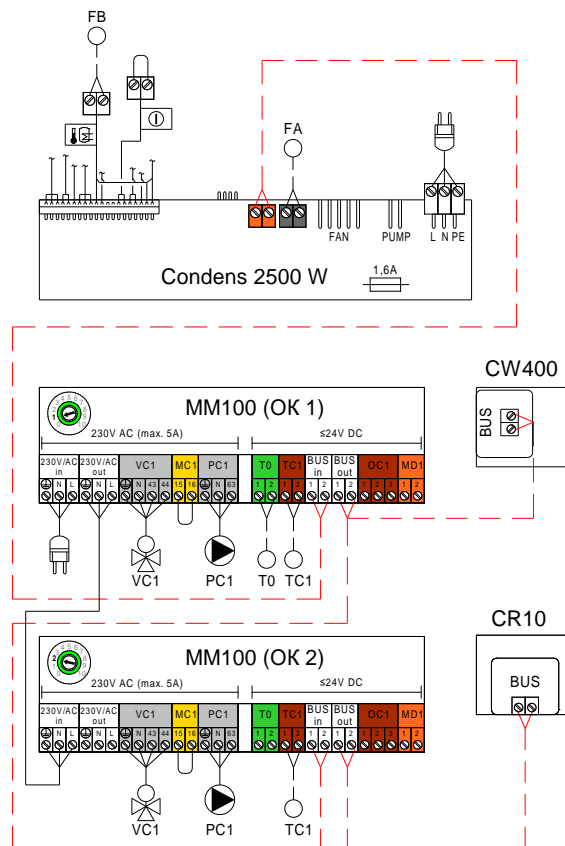 FB
FA
FAN
PUMP
L N PE
Condens 2500 W
1,6A
CW400
BUS
MM100 (OK 1)
230V AC (max. 5A)
≤24V DC
230V/AC in
230V/AC out
VC1
MC1
PC1
T0
TC1
BUS in
BUS out
OC1
MD1
N L N L N 43 44 15 16 N 63 1 2 1 2 1 2 1 2 1 2 3 1 2
VC1
PC1
T0
TC1
CR10
BUS
MM100 (OK 2)
230V AC (max. 5A)
≤24V DC
230V/AC in
230V/AC out
VC1
MC1
PC1
T0
TC1
BUS in
BUS out
OC1
MD1
N L N L N 43 44 15 16 N 63 1 2 1 2 1 2 1 2 1 2 3 1 2
VC1
PC1
TC1